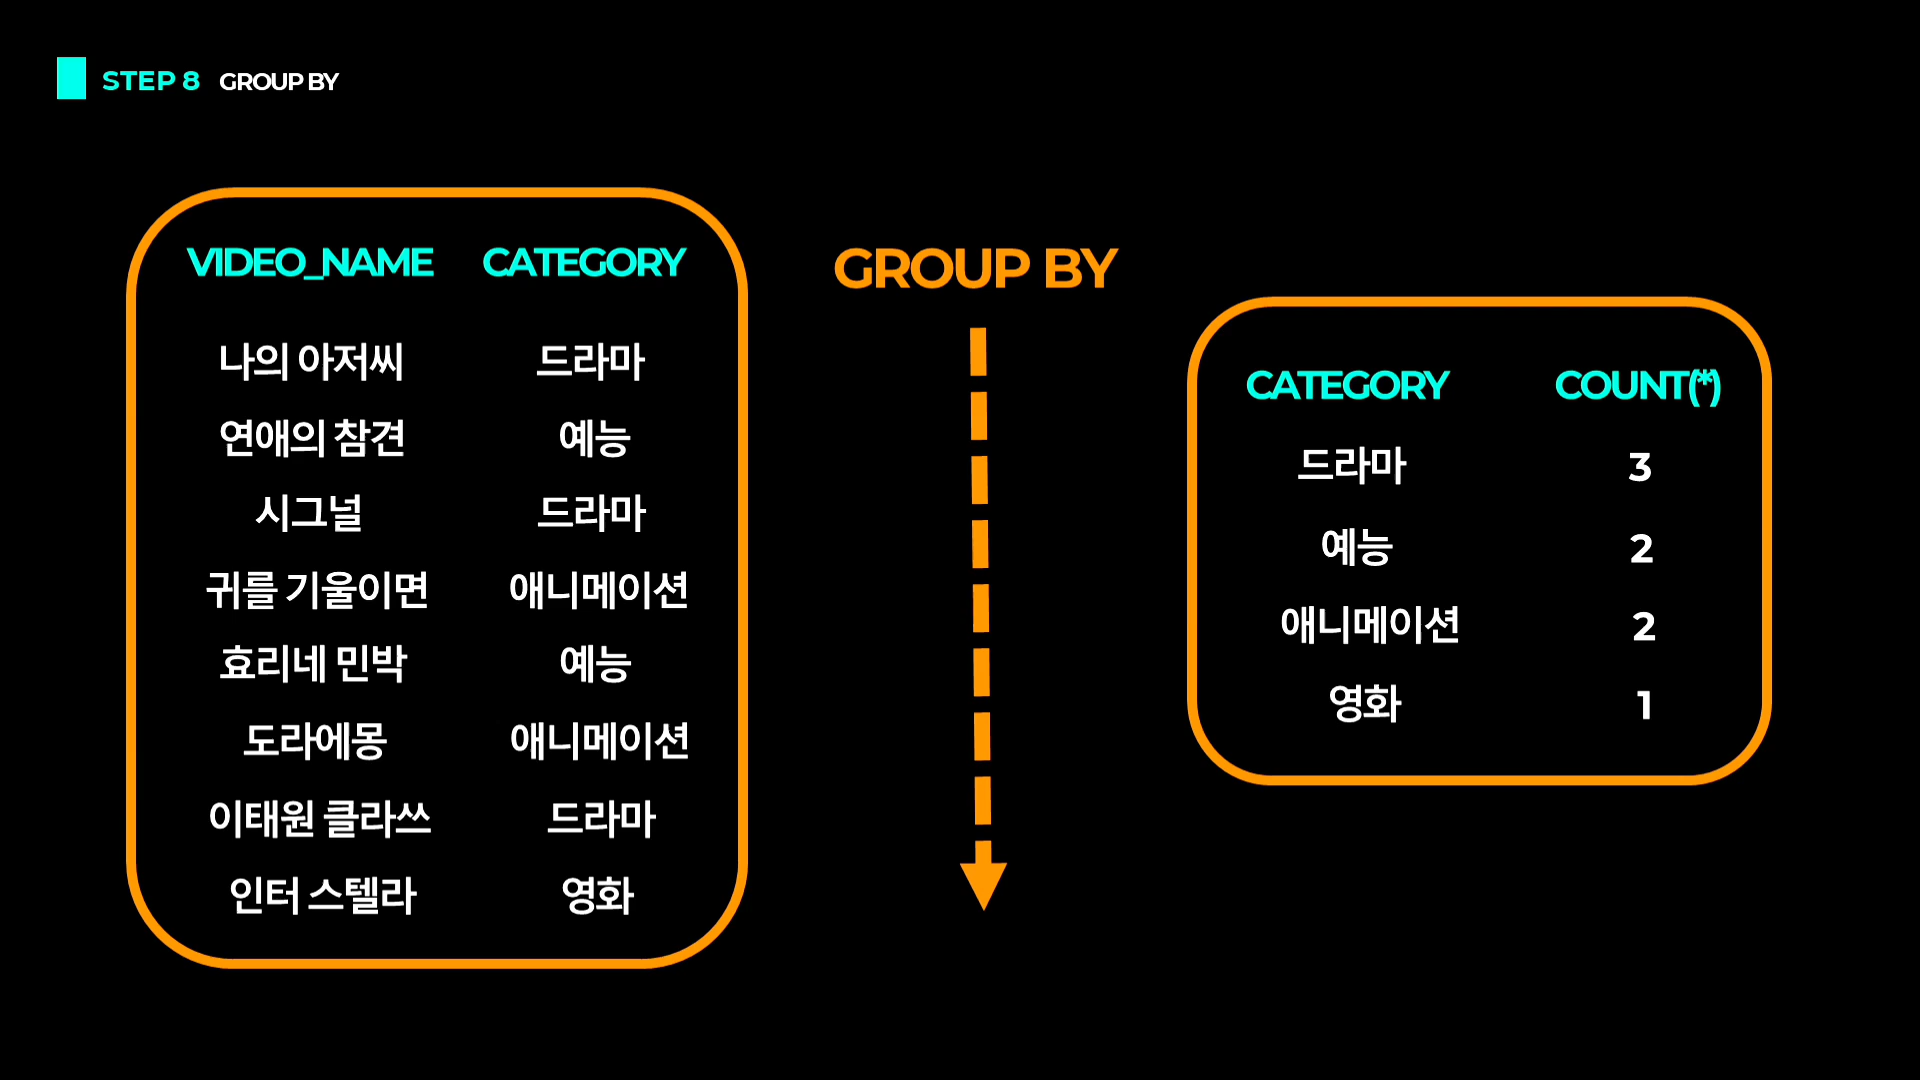 STEP 8 GROUP BY
VIDEO_NAME CATEGORY
나의 아저씨 드라마
연애의 참견 예능
시그널 드라마
귀를 기울이면 애니메이션
효리네 민박 예능
도라에몽 애니메이션
이태원 클라쓰 드라마
인터 스텔라 영화
GROUP BY
CATEGORY COUNT(*)
드라마 3
예능 2
애니메이션 2
영화 1